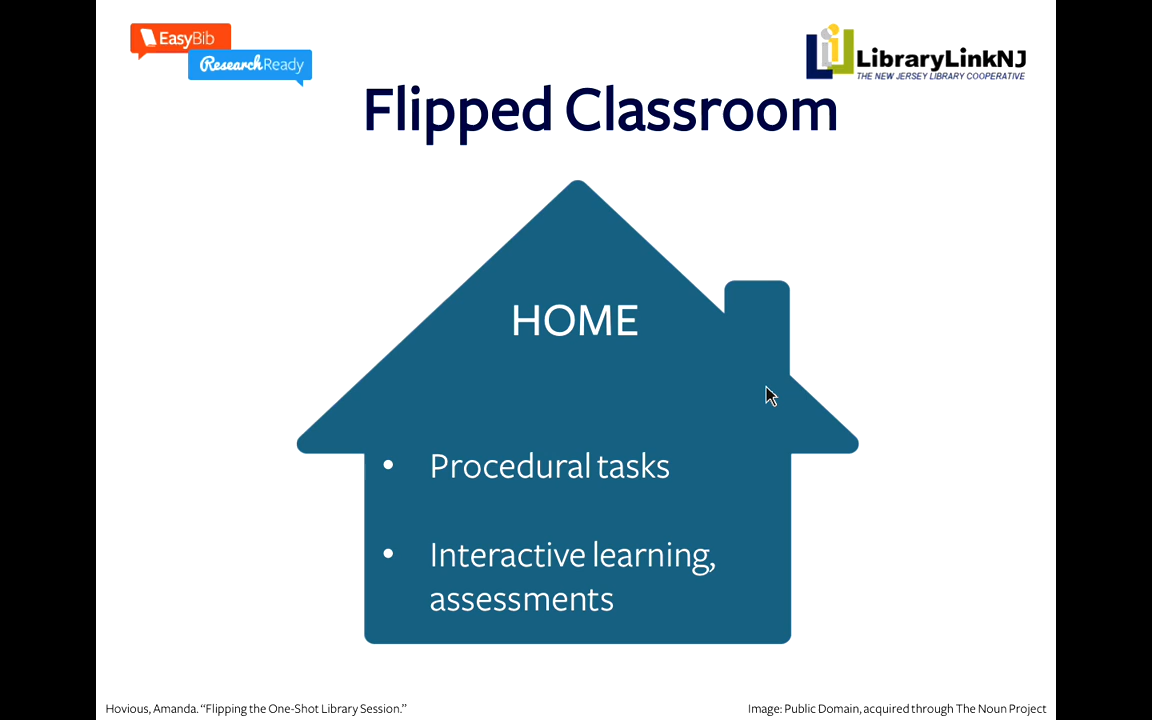 EasyBib
ResearchReady
LibraryLinkNJ
THE NEW JERSEY LIBRARY COOPERATIVE
Flipped Classroom
HOME
• Procedural tasks
• Interactive learning,
assessments
Hovious, Amanda. “Flipping the One-Shot Library Session.”
Image: Public Domain, acquired through The Noun Project